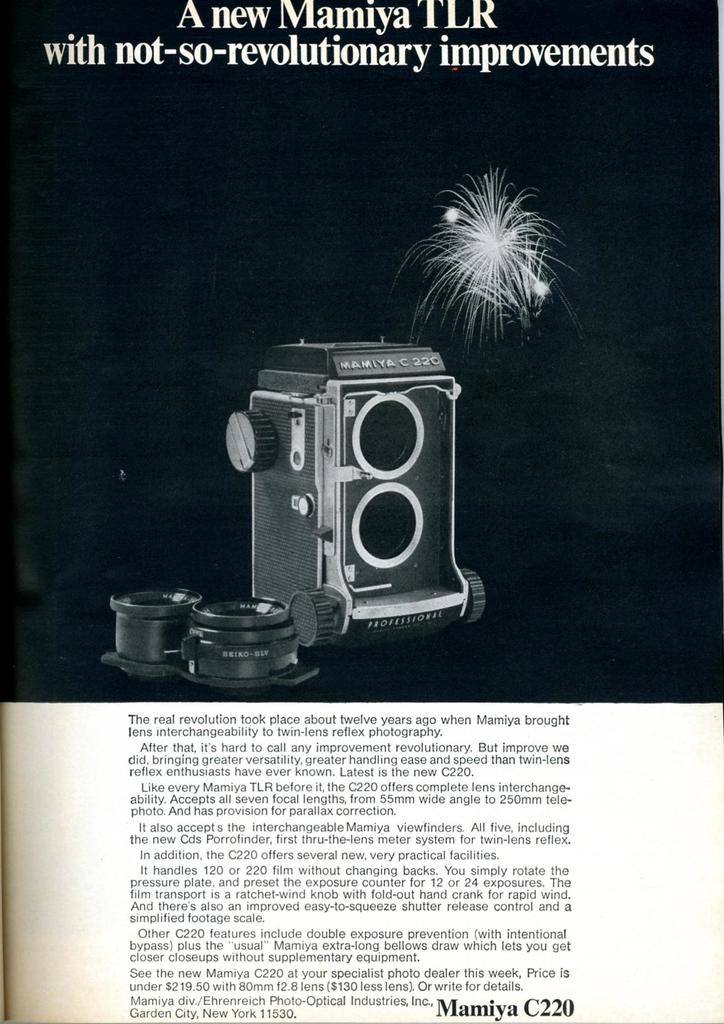 A new Mamiya TLR
with not-so-revolutionary improvements
MAMIYA C 220
MAM
MAM
SEIKO-SLV
PROFESSIONAL
The real revolution took place about twelve years ago when Mamiya brought
lens interchangeability to twin-lens reflex photography.
After that, it's hard to call any improvement revolutionary. But improve we
did, bringing greater versatility, greater handling ease and speed than twin-lens
reflex enthusiasts have ever known. Latest is the new C220.
Like every Mamiya TLR before it, the C220 offers complete lens interchange-
ability. Accepts all seven focal lengths, from 55mm wide angle to 250mm tele-
photo. And has provision for parallax correction.
It also accepts the interchangeable Mamiya viewfinders. All five, including
the new Cds Porrofinder, first thru-the-lens meter system for twin-lens reflex.
In addition, the C220 offers several new, very practical facilities.
It handles 120 or 220 film without changing backs. You simply rotate the
pressure plate, and preset the exposure counter for 12 or 24 exposures. The
film transport is a ratchet-wind knob with fold-out hand crank for rapid wind.
And there's also an improved easy-to-squeeze shutter release control and a
simplified footage scale.
Other C220 features include double exposure prevention (with intentional
bypass) plus the "usual" Mamiya extra-long bellows draw which lets you get
closer closeups without supplementary equipment.
See the new Mamiya C220 at your specialist photo dealer this week, Price is
under $219.50 with 80mm f2.8 lens ($130 less lens). Or write for details.
Mamiya div./Ehrenreich Photo-Optical Industries, Inc.,
Garden City, New York 11530.
Mamiya C220